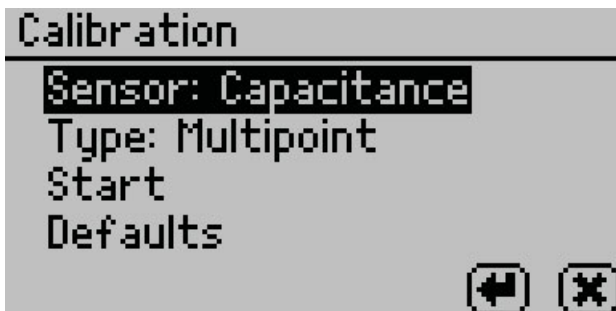 Calibration
Sensor: Capacitance
Type: Multipoint
Start
Defaults